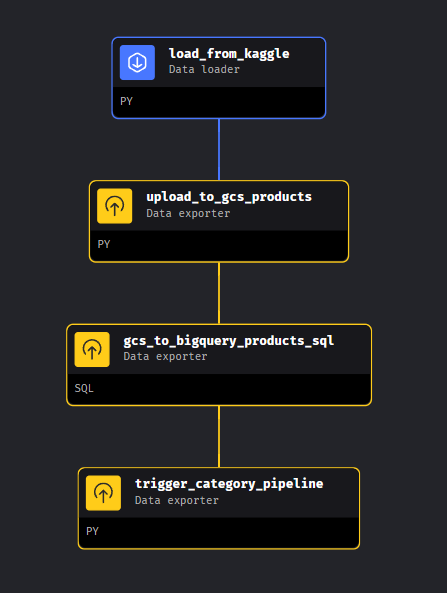 load_from_kaggle
Data loader
PY
upload_to_gcs_products
Data exporter
PY
gcs_to_bigquery_products_sql
Data exporter
SQL
trigger_category_pipeline
Data exporter
PY